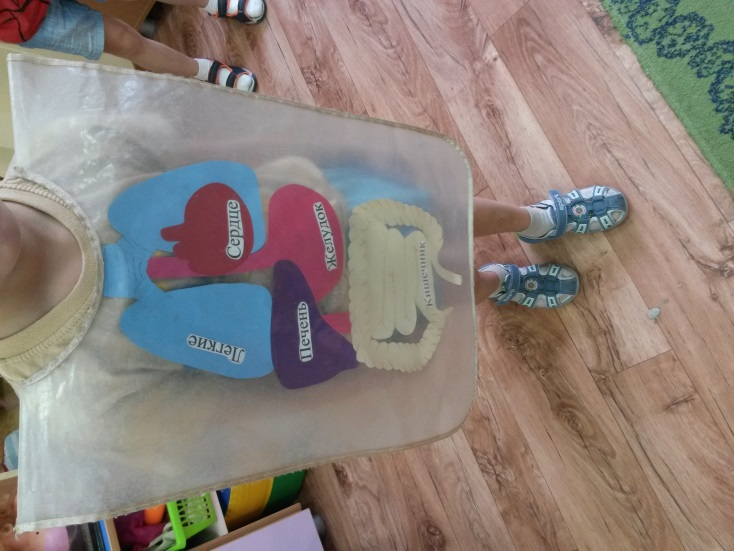 Сердце
Желудок
Легкие
Печень
Кишечник